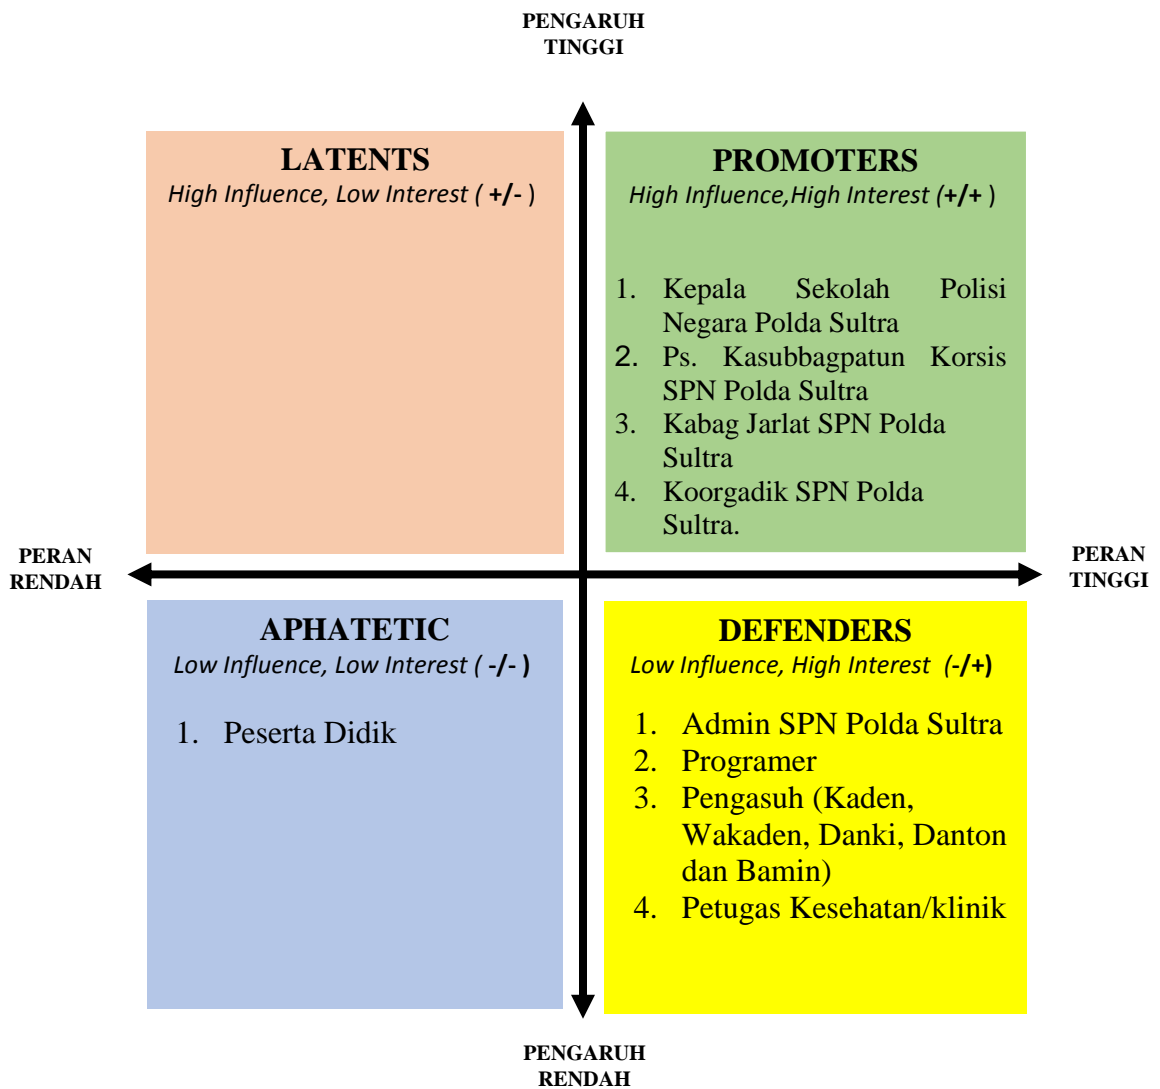 PENGARUH
TINGGI
LATENTS
High Influence, Low Interest ( +/- )
PROMOTERS
High Influence,High Interest (+/+ )
1. Kepala Sekolah Polisi
Negara Polda Sultra
2. Ps. Kasubbagpatun Korsis
SPN Polda Sultra
3. Kabag Jarlat SPN Polda
Sultra
4. Koorgadik SPN Polda
Sultra.
PERAN
RENDAH
PERAN
TINGGI
APHATETIC
Low Influence, Low Interest ( -/- )
1. Peserta Didik
DEFENDERS
Low Influence, High Interest (-/+)
1. Admin SPN Polda Sultra
2. Programer
3. Pengasuh (Kaden,
Wakaden, Danki, Danton
dan Bamin)
4. Petugas Kesehatan/klinik
PENGARUH
RENDAH